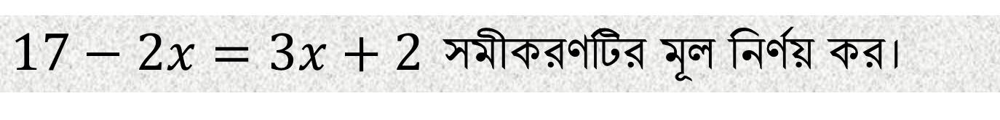 17 − 2x = 3x + 2 সমীকরণটির মূল নির্ণয় কর।